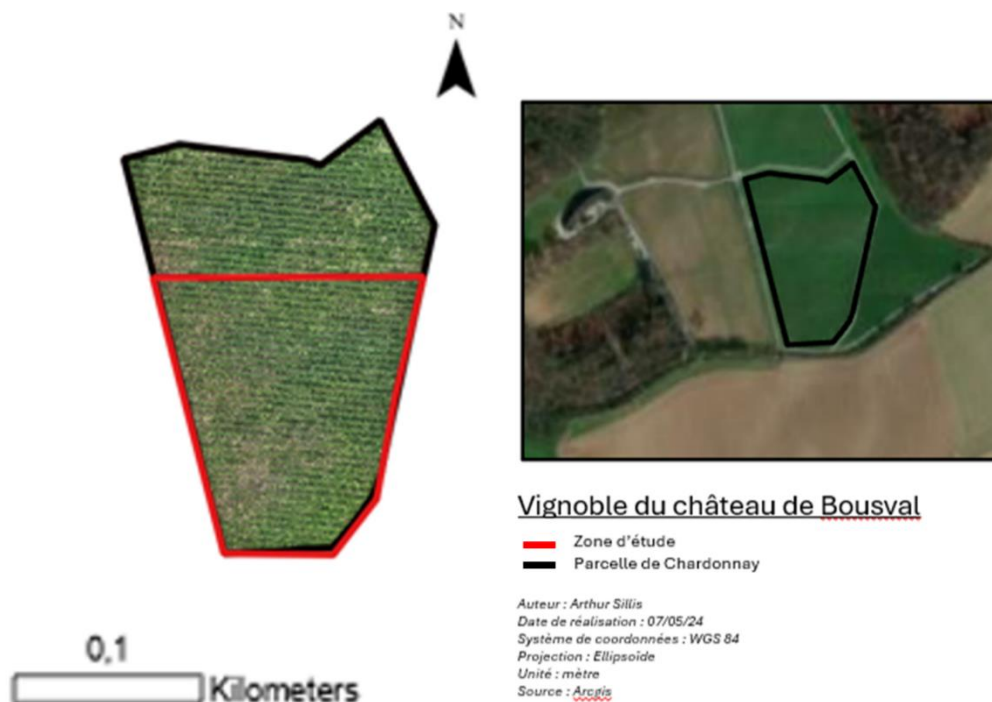 N
Vignoble du château de Bousval
Zone d'étude
Parcelle de Chardonnay
Auteur : Arthur Sillis
Date de réalisation : 07/05/24
Système de coordonnées : WGS 84
Projection : Ellipsoïde
Unité : mètre
Source : Arcgis
0,1
Kilometers